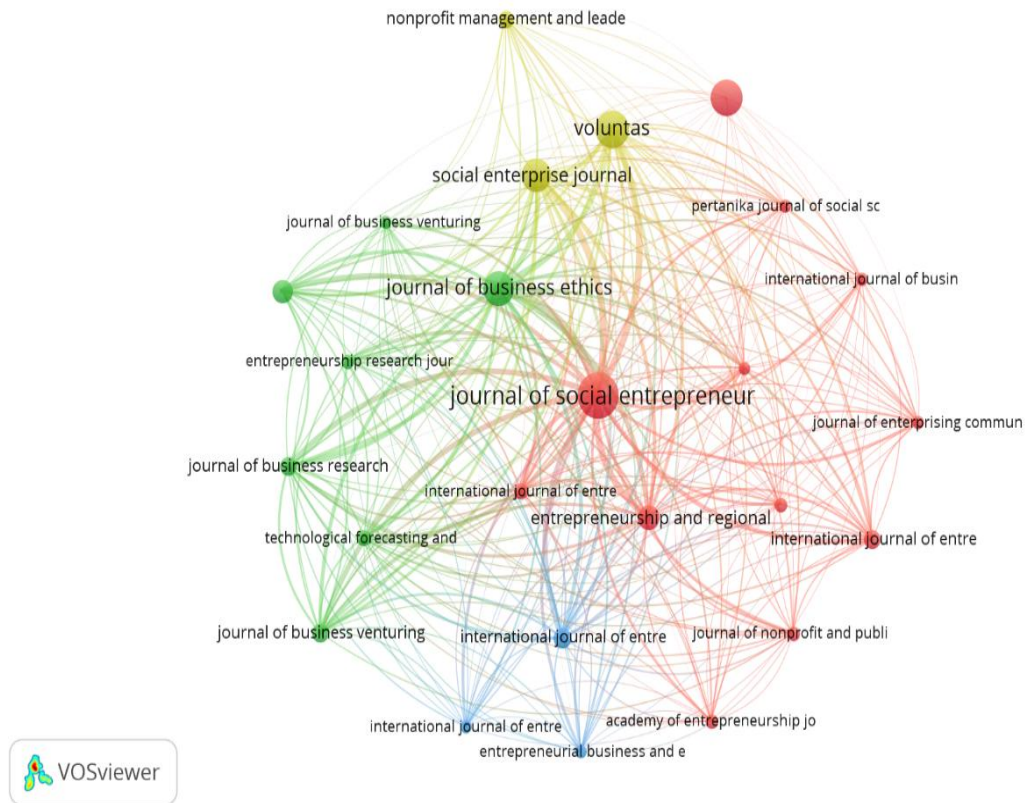 nonprofit management and leade
voluntas
social enterprise journal
pertanika journal of social sc
journal of business venturing
international journal of busin
journal of business ethics
entrepreneurship research jour
journal of social entrepreneur
journal of enterprising commun
journal of business research
international journal of entre
entrepreneurship and regional
technological forecasting and
international journal of entre
journal of business venturing
international journal of entre
journal of nonprofit and publi
international journal of entre
academy of entrepreneurship jo
entrepreneurial business and e
VOSviewer